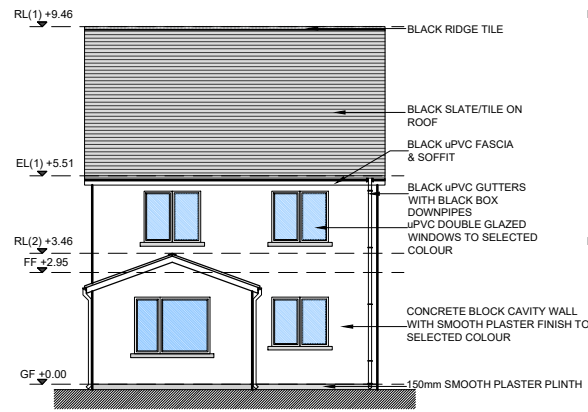 RL(1) +9.46
BLACK RIDGE TILE
BLACK SLATE/TILE ON
ROOF
BLACK uPVC FASCIA
& SOFFIT
EL(1) +5.51
BLACK uPVC GUTTERS
WITH BLACK BOX
DOWNPIPES
uPVC DOUBLE GLAZED
WINDOWS TO SELECTED
COLOUR
RL(2) +3.46
FF +2.95
CONCRETE BLOCK CAVITY WALL
WITH SMOOTH PLASTER FINISH TO
SELECTED COLOUR
GF +0.00
150mm SMOOTH PLASTER PLINTH